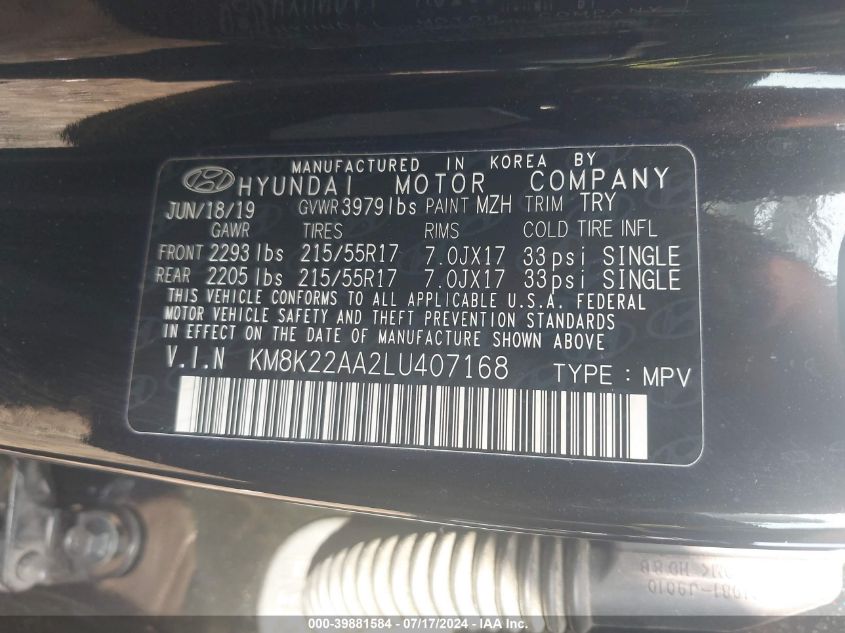 MANUFACTURED IN KOREA BY
HYUNDAI MOTOR COMPANY
JUN/18/19 GVWR 3979 lbs PAINT MZH TRIM TRY
GAWR TIRES RIMS COLD TIRE INFL
FRONT 2293 lbs 215/55R17 7.0JX17 33psi SINGLE
REAR 2205 lbs 215/55R17 7.0JX17 33psi SINGLE
THIS VEHICLE CONFORMS TO ALL APPLICABLE U.S.A. FEDERAL
MOTOR VEHICLE SAFETY AND THEFT PREVENTION STANDARDS
IN EFFECT ON THE DATE OF MANUFACTURE SHOWN ABOVE
V.I.N KM8K22AA2LU407168 TYPE : MPV
000-39881584 / 07/17/2024 - IAA Inc.